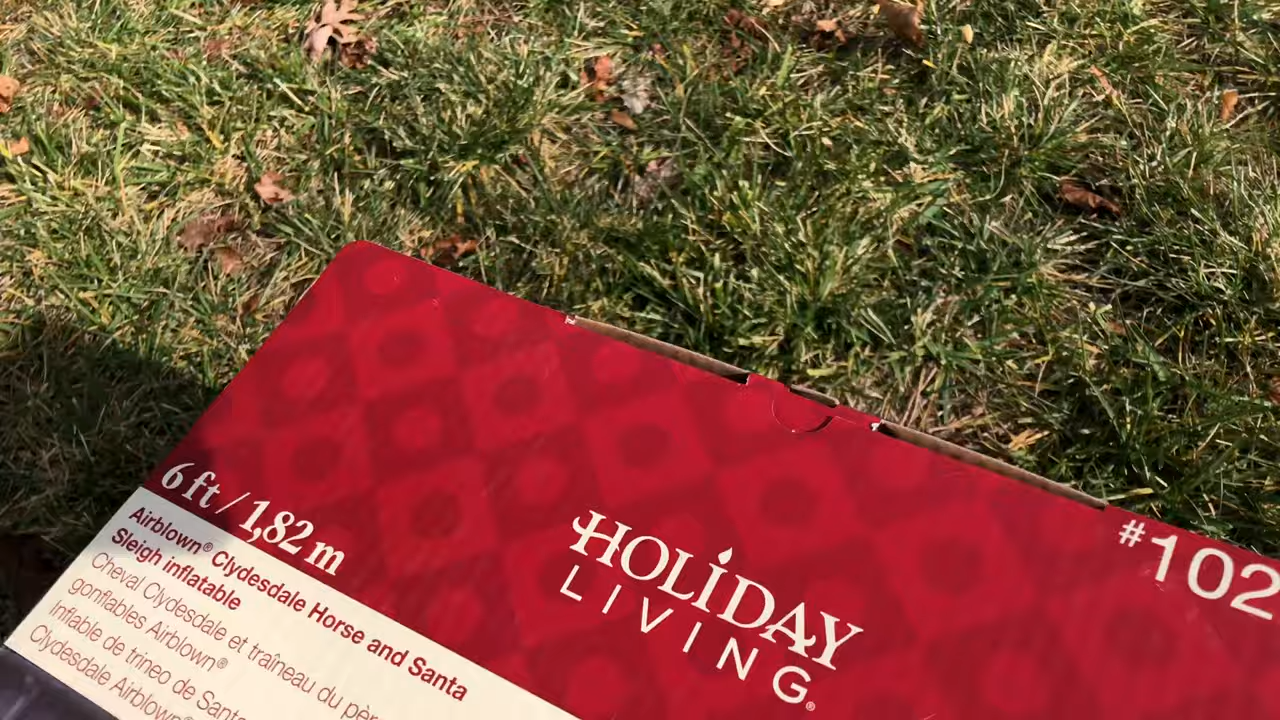 6 ft / 1,82 m
Airblown® Clydesdale Horse and Santa
Sleigh inflatable
Cheval Clydesdale et traîneau du
gonflables Airblown®
Inflable de trineo de
Clydesdale Airblown®
HOLIDAY
LIVING®
#102